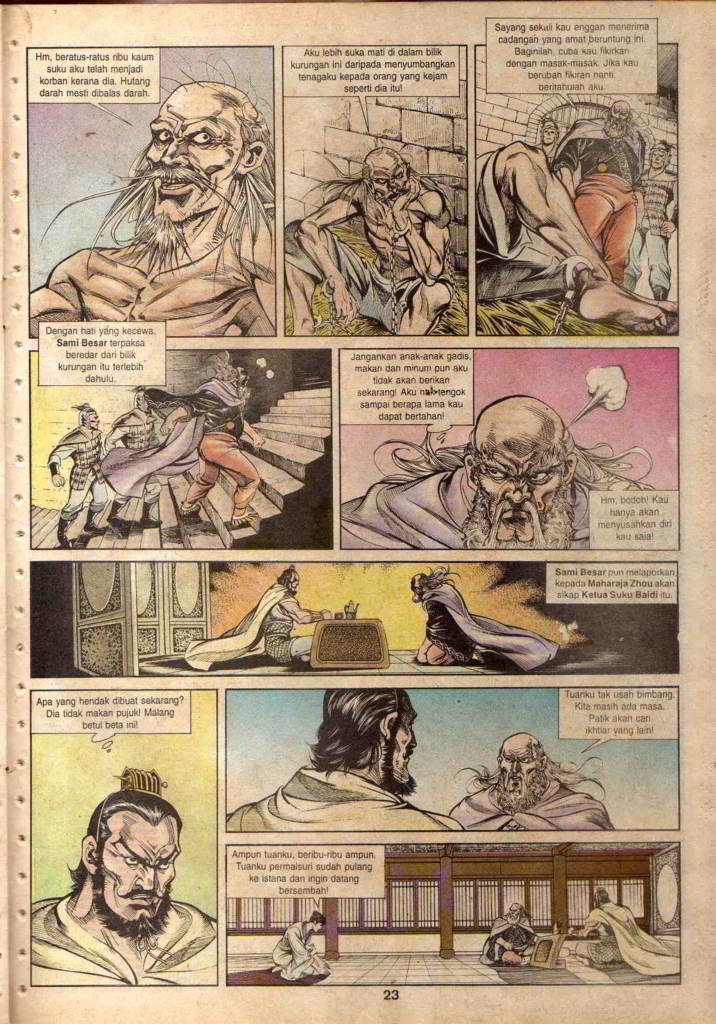 Hm, beratus-ratus ribu kaum
suku aku telah menjadi
korban kerana dia. Hutang
darah mesti dibalas darah.
Aku lebih suka mati di dalam bilik
kurungan ini daripada menyumbangkan
tenagaku kepada orang yang kejam
seperti dia itu!
Sayang sekali kau enggan menerima
cadangan yang amat beruntung ini.
Baginilah, cuba kau fikirkan
dengan masak-masak. Jika kau
berubah fikiran nanti,
beritahulah aku.
Dengan hati yang kecewa,
Sami Besar terpaksa
beredar dari bilik
kurungan itu terlebih
dahulu.
Jangankan anak-anak gadis,
makan dan minum pun aku
tidak akan berikan
sekarang! Aku nak tengok
sampai berapa lama kau
dapat bertahan!
Hm, bodoh! Kau
hanya akan
menyusahkan diri
kau saja!
Sami Besar pun melaporkan
kepada Maharaja Zhou akan
sikap Ketua Suku Baidi itu.
Apa yang hendak dibuat sekarang?
Dia tidak makan pujuk! Malang
betul beta ini!
Tuanku tak usah bimbang.
Kita masih ada masa.
Patik akan cari
ikhtiar yang lain!
Ampun tuanku, beribu-ribu ampun.
Tuanku permaisuri sudah pulang
ke istana dan ingin datang
bersembah!
23